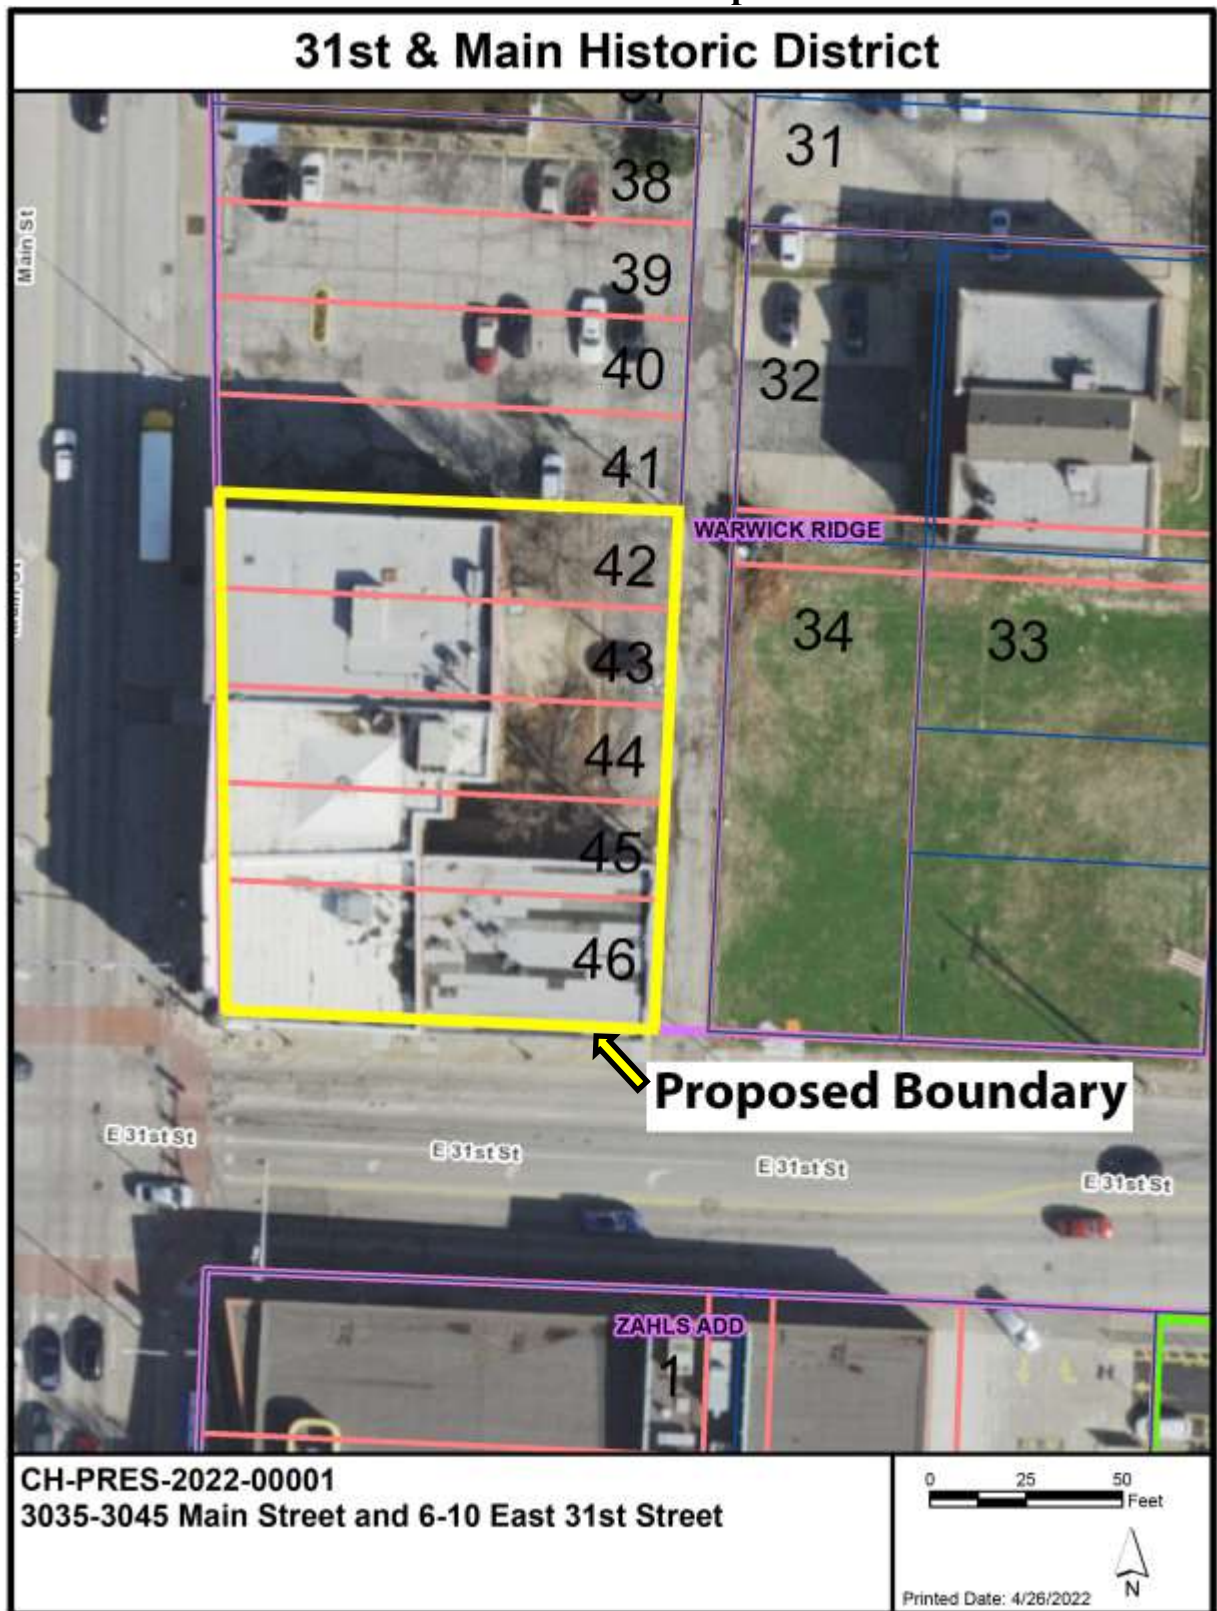 31st & Main Historic District
31
38
Main St
39
40
32
41
WARWICK RIDGE
42
34
33
43
44
45
46
Proposed Boundary
E 31st St
E 31st St
E 31st St
E 31st St
ZAHLS ADD
1
CH-PRES-2022-00001
3035-3045 Main Street and 6-10 East 31st Street
0 25 50
Feet
N
Printed Date: 4/26/2022